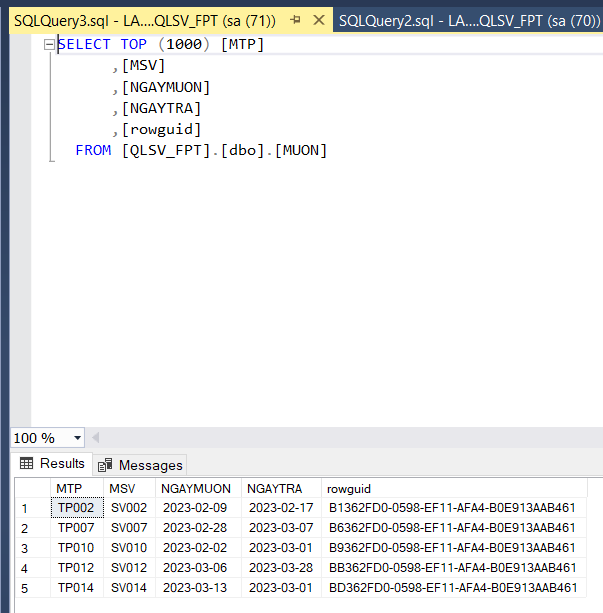 SQLQuery3.sql - LA....QLSV_FPT (sa (71)) SQLQuery2.sql - LA....QLSV_FPT (sa (70))
SELECT TOP (1000) [MTP]
,[MSV]
,[NGAYMUON]
,[NGAYTRA]
,[rowguid]
FROM [QLSV_FPT].[dbo].[MUON]
100 %
Results Messages
MTP MSV NGAYMUON NGAYTRA rowguid
1 TP002 SV002 2023-02-09 2023-02-17 B1362FD0-0598-EF11-AFA4-B0E913AAB461
2 TP007 SV007 2023-02-28 2023-03-07 B6362FD0-0598-EF11-AFA4-B0E913AAB461
3 TP010 SV010 2023-02-02 2023-03-01 B9362FD0-0598-EF11-AFA4-B0E913AAB461
4 TP012 SV012 2023-03-06 2023-03-28 BB362FD0-0598-EF11-AFA4-B0E913AAB461
5 TP014 SV014 2023-03-13 2023-03-01 BD362FD0-0598-EF11-AFA4-B0E913AAB461